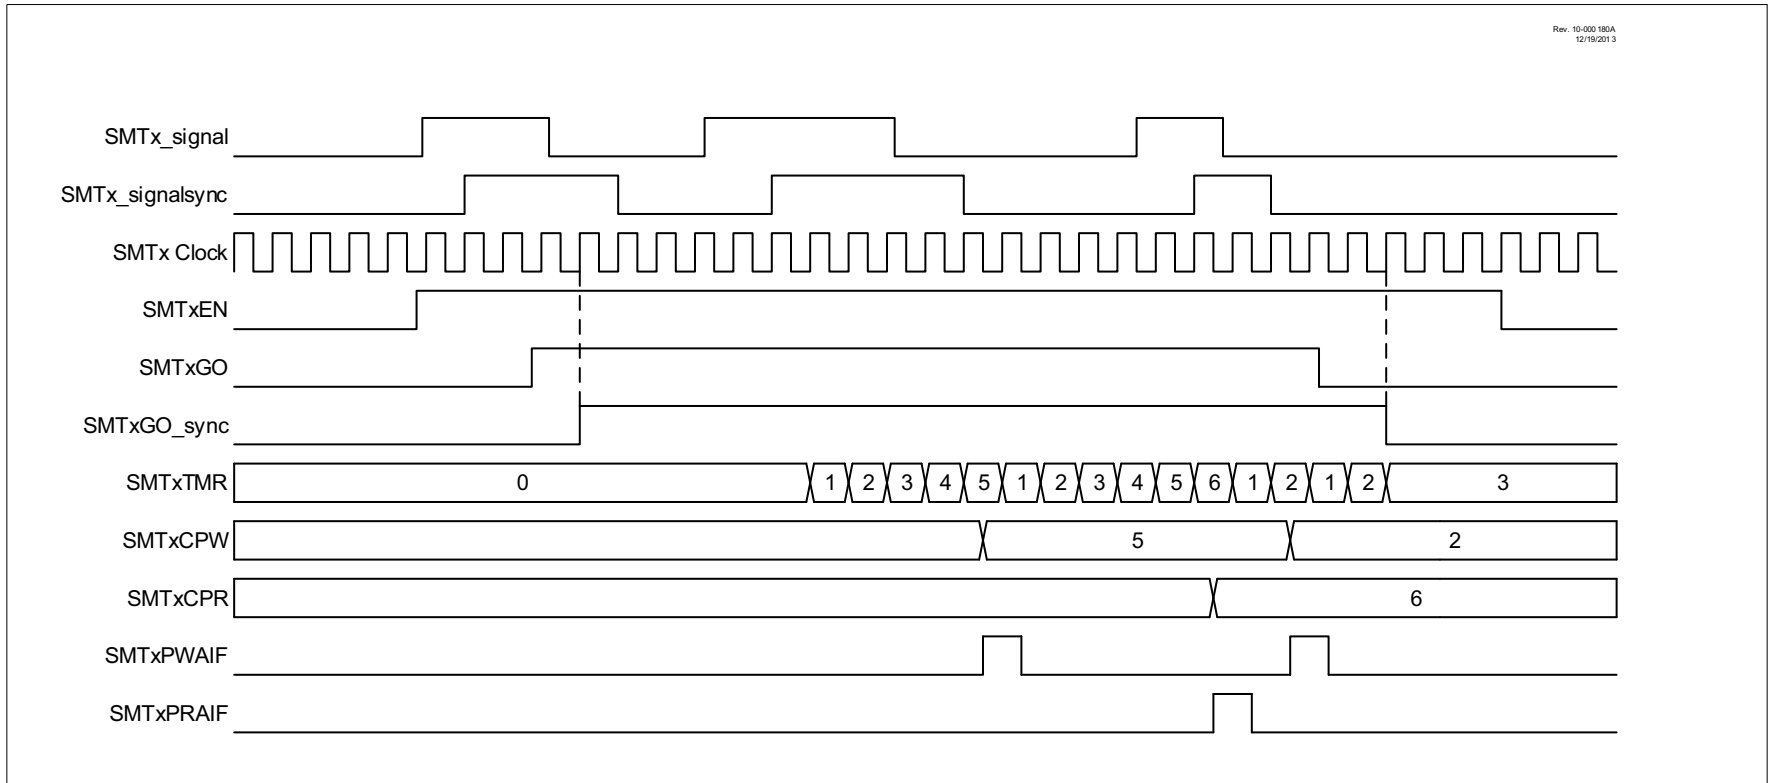 Rev. 10-000 180A
12/19/201 3
SMTx_signal
SMTx_signalsync
SMTx Clock
SMTxEN
SMTxGO
SMTxGO_sync
SMTxTMR 0 1 2 3 4 5 1 2 3 4 5 6 1 2 1 2 3
SMTxCPW 5 2
SMTxCPR 6
SMTxPWAIF
SMTxPRAIF